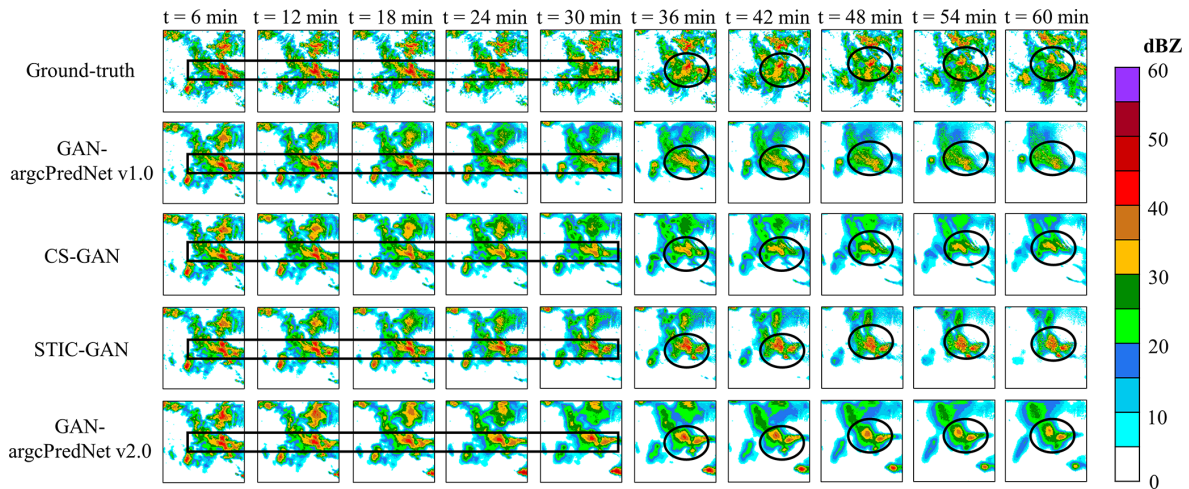 t = 6 min t = 12 min t = 18 min t = 24 min t = 30 min t = 36 min t = 42 min t = 48 min t = 54 min t = 60 min
dBZ
Ground-truth
60
GAN-
argcPredNet v1.0
50
40
CS-GAN
30
STIC-GAN
20
10
GAN-
argcPredNet v2.0
0